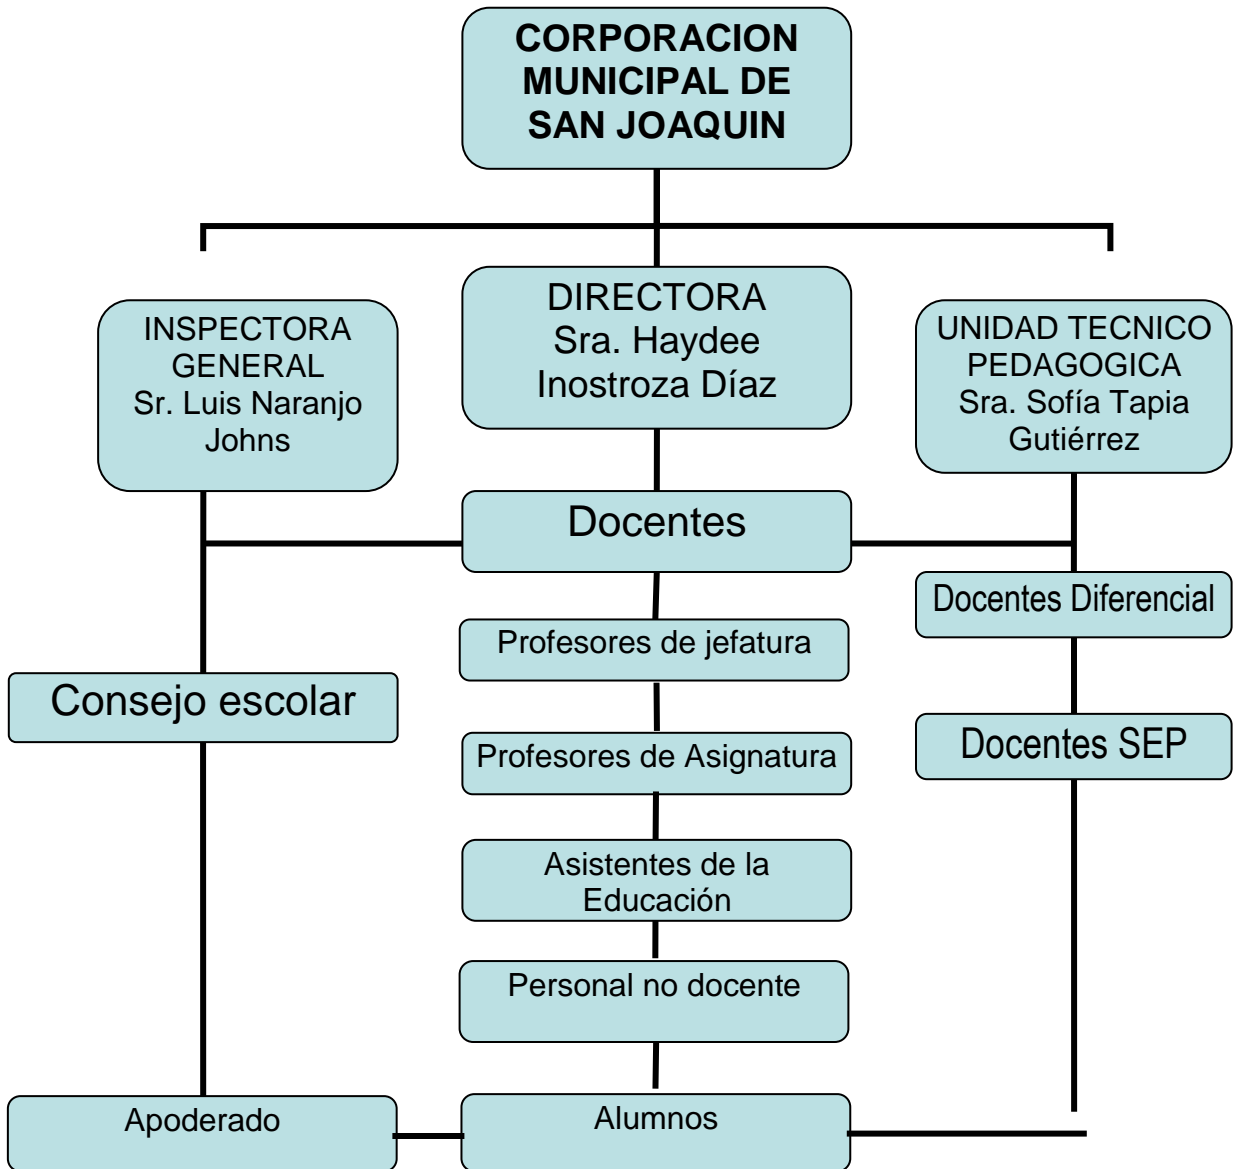 CORPORACION
MUNICIPAL DE
SAN JOAQUIN
DIRECTORA
Sra. Haydee
Inostroza Díaz
INSPECTORA
GENERAL
Sr. Luis Naranjo
Johns
UNIDAD TECNICO
PEDAGOGICA
Sra. Sofía Tapia
Gutiérrez
Docentes
Docentes Diferencial
Profesores de jefatura
Consejo escolar
Profesores de Asignatura
Docentes SEP
Asistentes de la
Educación
Personal no docente
Apoderado
Alumnos